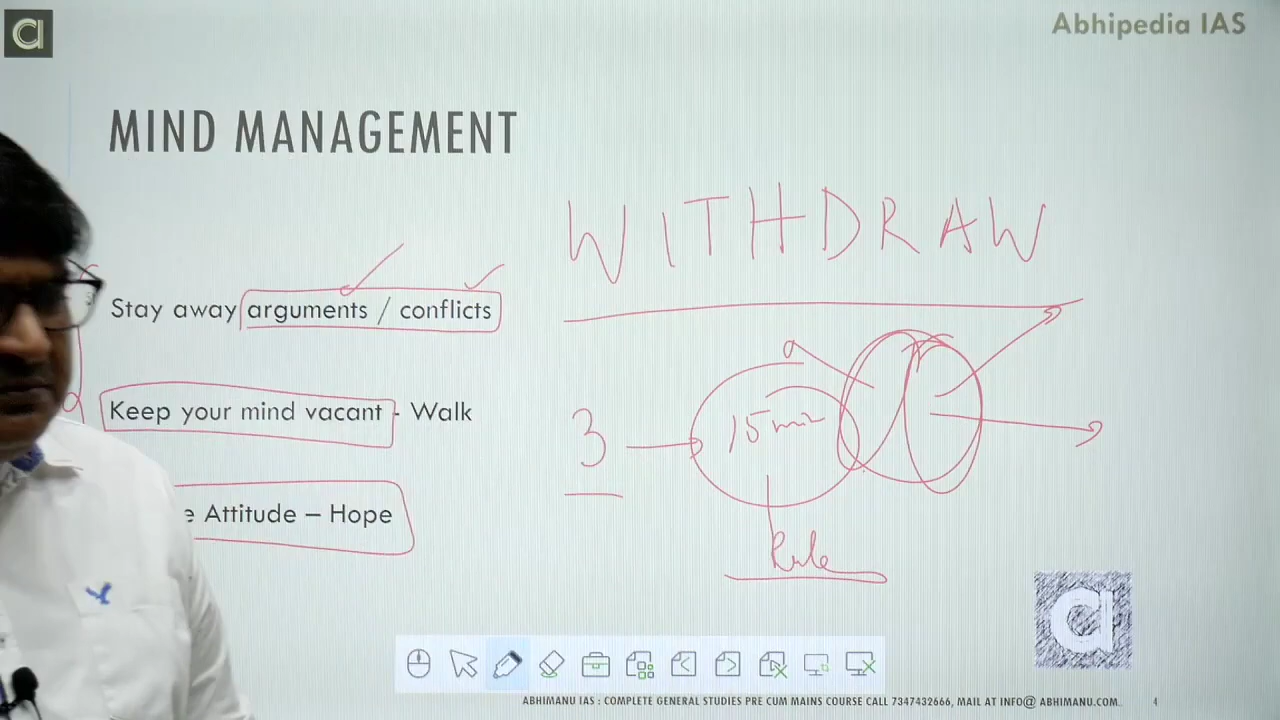 a
Abhipedia IAS
MIND MANAGEMENT
WITHDRAW
Stay away arguments / conflicts
Keep your mind vacant - Walk
3
15 min
e Attitude – Hope
Rule
a
ABHIMANU IAS : COMPLETE GENERAL STUDIES PRE CUM MAINS COURSE CALL 7347432666, MAIL AT INFO@ ABHIMANU.COM.
4